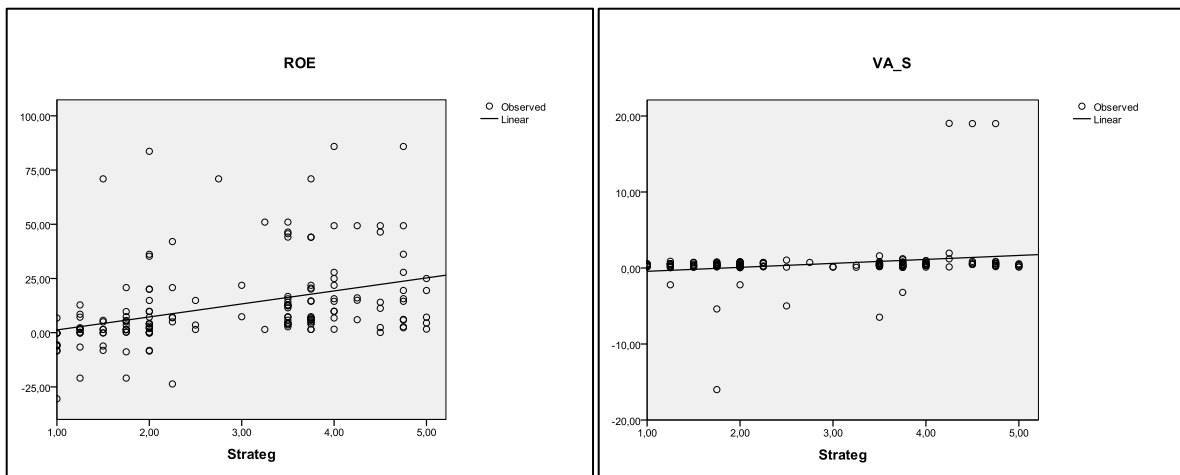 ROE
Observed
Linear
100,00
75,00
50,00
25,00
0,00
-25,00
1,00 2,00 3,00 4,00 5,00
Strateg
VA_S
Observed
Linear
20,00
10,00
0,00
-10,00
-20,00
1,00 2,00 3,00 4,00 5,00
Strateg